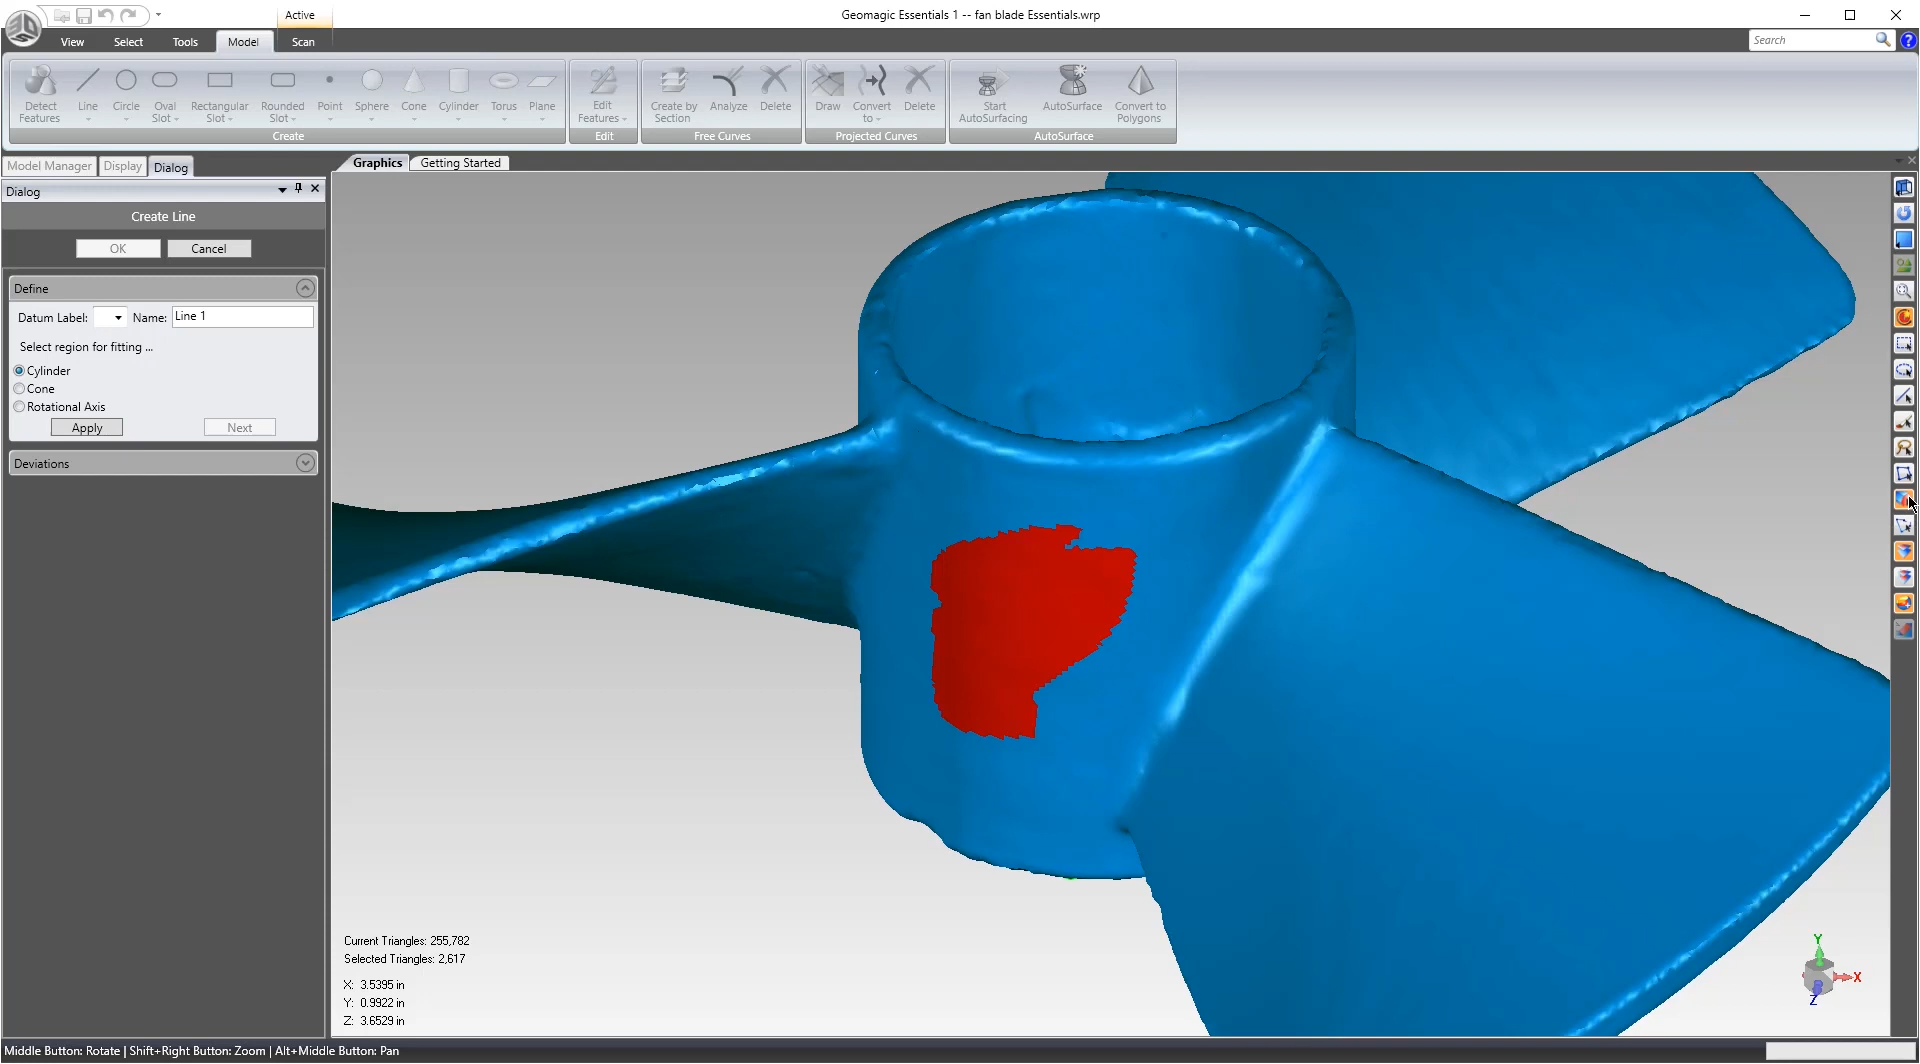 Active
Geomagic Essentials 1 -- fan blade Essentials.wrp
View Select Tools Model Scan
Search
Detect Features
Line
Circle
Oval Slot
Rectangular Slot
Rounded Slot
Point
Sphere
Cone
Cylinder
Torus
Plane
Create
Edit Features
Edit
Create by Section
Analyze
Delete
Free Curves
Draw
Convert to
Delete
Projected Curves
Start AutoSurfacing
AutoSurface
Convert to Polygons
AutoSurface
Model Manager Display Dialog
Graphics Getting Started
Dialog
Create Line
OK Cancel
Define
Datum Label: Name: Line 1
Select region for fitting ...
Cylinder
Cone
Rotational Axis
Apply Next
Deviations
Current Triangles: 255,782
Selected Triangles: 2,617
X: 3.5395 in
Y: 0.9922 in
Z: 3.6529 in
Y
X
Z
Middle Button: Rotate | Shift+Right Button: Zoom | Alt+Middle Button: Pan